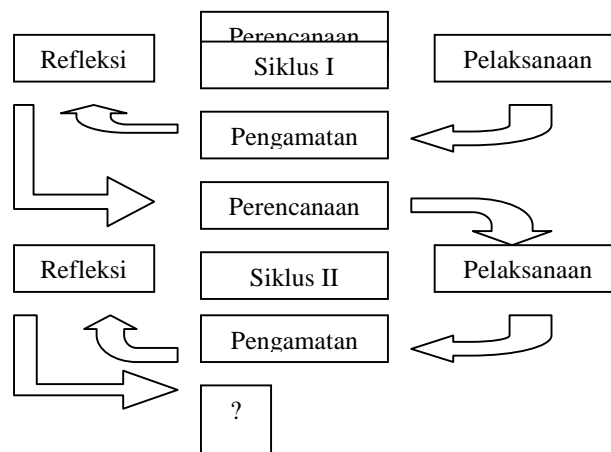 Perencanaan
Refleksi
Siklus I
Pelaksanaan
Pengamatan
Perencanaan
Refleksi
Siklus II
Pelaksanaan
Pengamatan
?